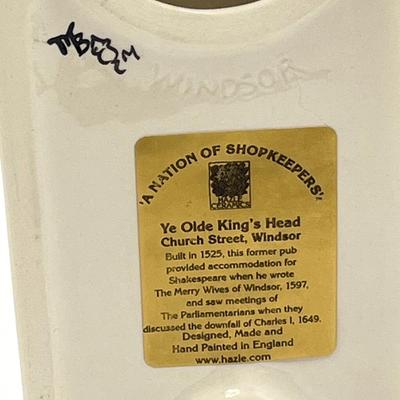 WINDSOR
'A NATION OF SHOPKEEPERS'
HAZLE
CERAMICS
Ye Olde King's Head
Church Street, Windsor
Built in 1525, this former pub
provided accommodation for
Shakespeare when he wrote
The Merry Wives of Windsor, 1597,
and saw meetings of
The Parliamentarians when they
discussed the downfall of Charles I, 1649.
Designed, Made and
Hand Painted in England
www.hazle.com